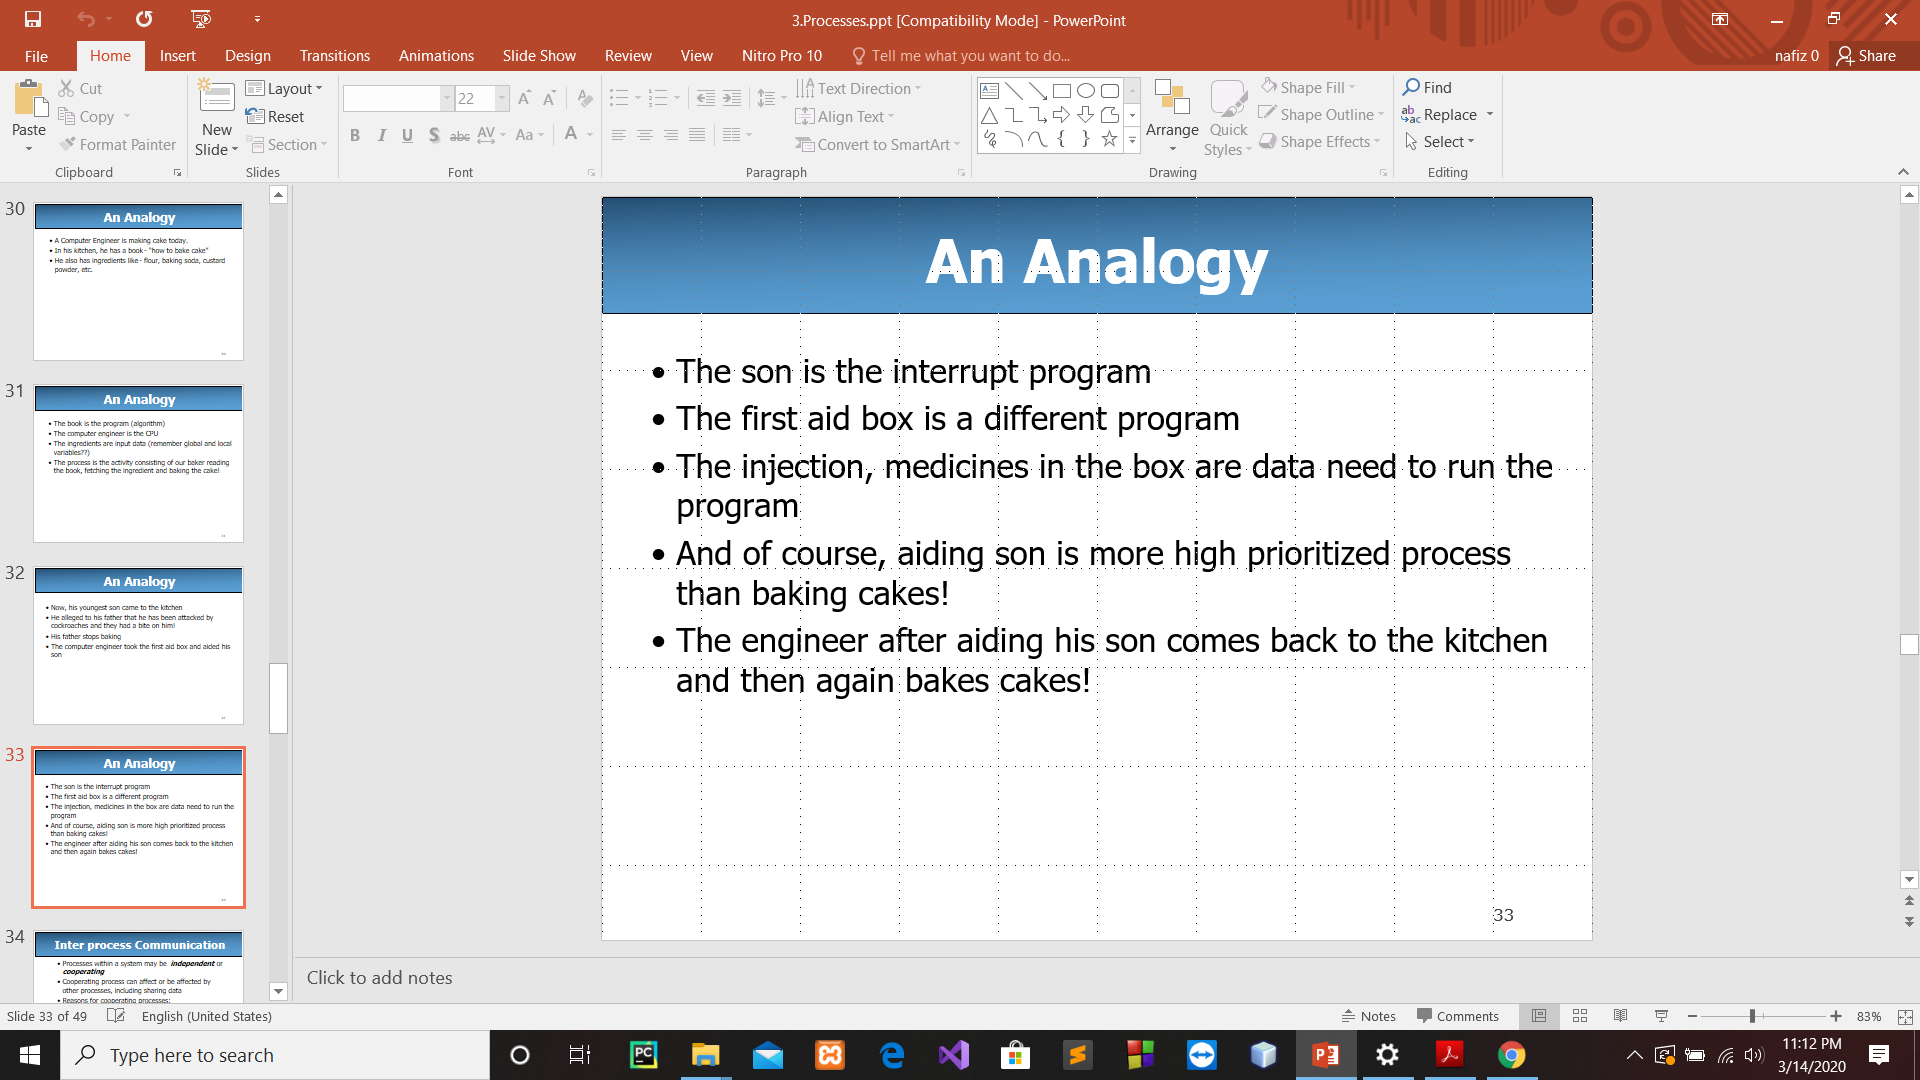 3.Processes.ppt [Compatibility Mode] - PowerPoint
File Home Insert Design Transitions Animations Slide Show Review View Nitro Pro 10 Tell me what you want to do... nafiz 0 Share
Paste
Cut
Copy
Format Painter
Clipboard
New
Slide
Layout
Reset
Section
Slides
22
B I U S abc AV Aa A
Font
Text Direction
Align Text
Convert to SmartArt
Paragraph
Arrange
Quick
Styles
Shape Fill
Shape Outline
Shape Effects
Drawing
Find
Replace
Select
Editing
30
An Analogy
• A Computer Engineer is making cake today.
• In his kitchen, he has a book - "how to bake cake"
• He also has ingredients like - flour, baking soda, custard
powder, etc.
31
An Analogy
• The book is the program (algorithm)
• The computer engineer is the CPU
• The ingredients are input data (remember global and local
variables??)
• The process is the activity consisting of our baker reading
the book, fetching the ingredient and baking the cake!
32
An Analogy
• Now, his youngest son came to the kitchen
• He alleged to his father that he has been attacked by
cockroaches and they had a bite on him!
• His father stops baking
• The computer engineer took the first aid box and aided his
son
33
An Analogy
• The son is the interrupt program
• The first aid box is a different program
• The injection, medicines in the box are data need to run the
program
• And of course, aiding son is more high prioritized process
than baking cakes!
• The engineer after aiding his son comes back to the kitchen
and then again bakes cakes!
34
Inter process Communication
• Processes within a system may be independent or
cooperating
• Cooperating process can affect or be affected by
other processes, including sharing data
• Reasons for cooperating processes:
An Analogy
• The son is the interrupt program
• The first aid box is a different program
• The injection, medicines in the box are data need to run the
program
• And of course, aiding son is more high prioritized process
than baking cakes!
• The engineer after aiding his son comes back to the kitchen
and then again bakes cakes!
33
Click to add notes
Slide 33 of 49 English (United States) Notes Comments 83%
Type here to search
11:12 PM
3/14/2020